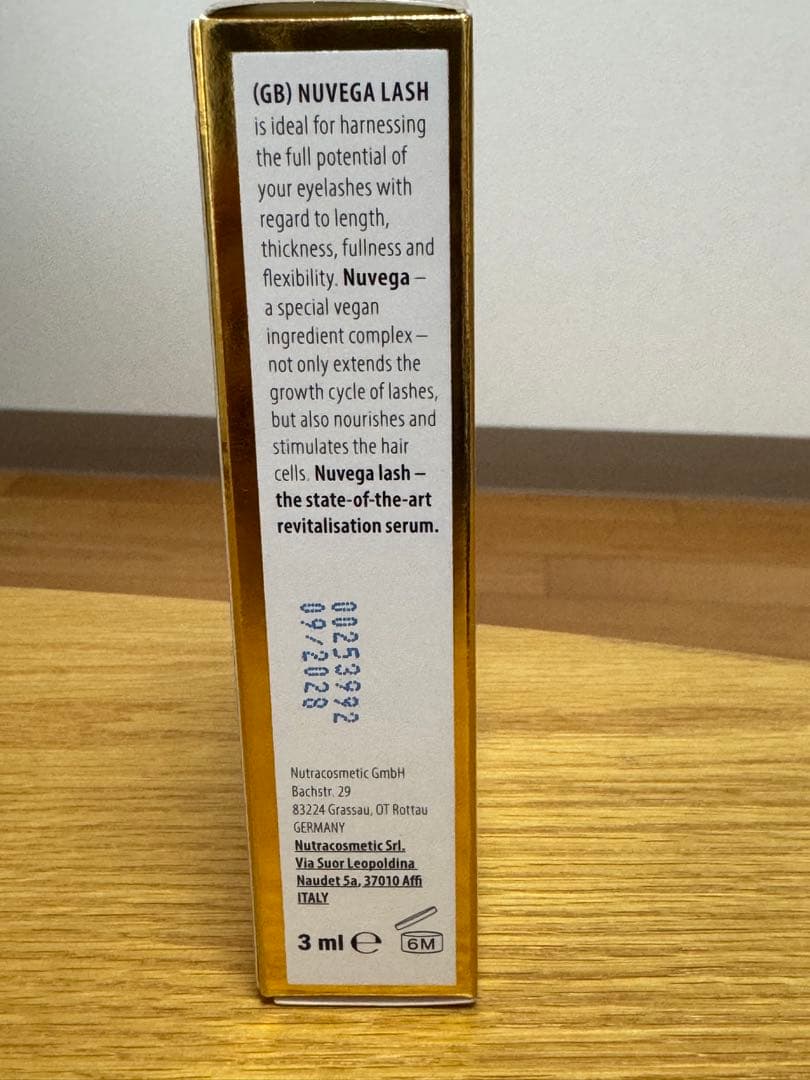 (GB) NUVEGA LASH
is ideal for harnessing
the full potential of
your eyelashes with
regard to length,
thickness, fullness and
flexibility. Nuvega –
a special vegan
ingredient complex –
not only extends the
growth cycle of lashes,
but also nourishes and
stimulates the hair
cells. Nuvega lash –
the state-of-the-art
revitalisation serum.
00253992
09/2028
Nutracosmetic GmbH
Bachstr. 29
83224 Grassau, OT Rottau
GERMANY
Nutracosmetic Srl.
Via Suor Leopoldina
Naudet 5a, 37010 Affi
ITALY
3 ml ℮ 6M